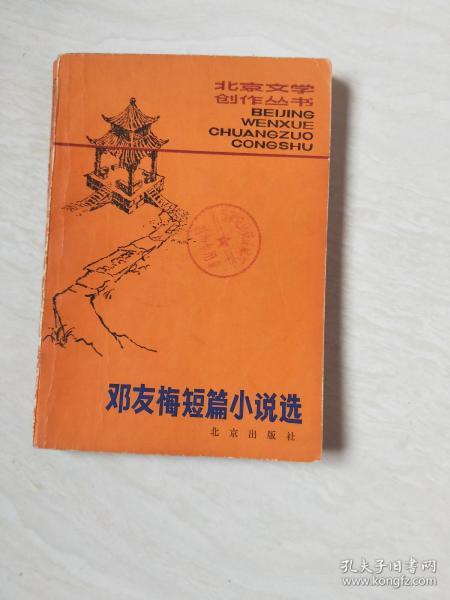 北京文学
创作丛书
BEIJING
WENXUE
CHUANGZUO
CONGSHU
邓友梅短篇小说选
北京出版社
孔夫子旧书网
www.kongfz.com